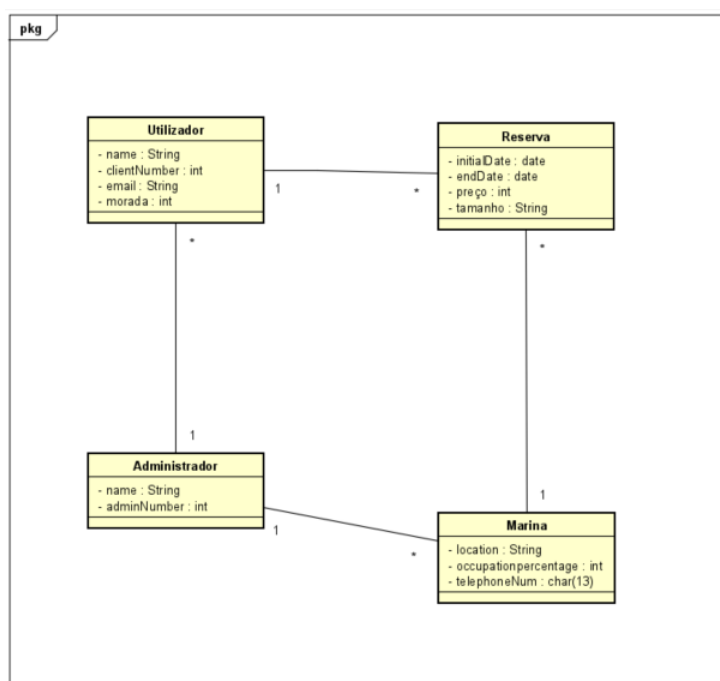 pkg
Utilizador
- name : String
- clientNumber : int
- email : String
- morada : int
Reserva
- initialDate : date
- endDate : date
- preço : int
- tamanho : String
1
*
*
*
1
1
Administrador
- name : String
- adminNumber : int
1
*
Marina
- location : String
- occupationpercentage : int
- telephoneNum : char(13)